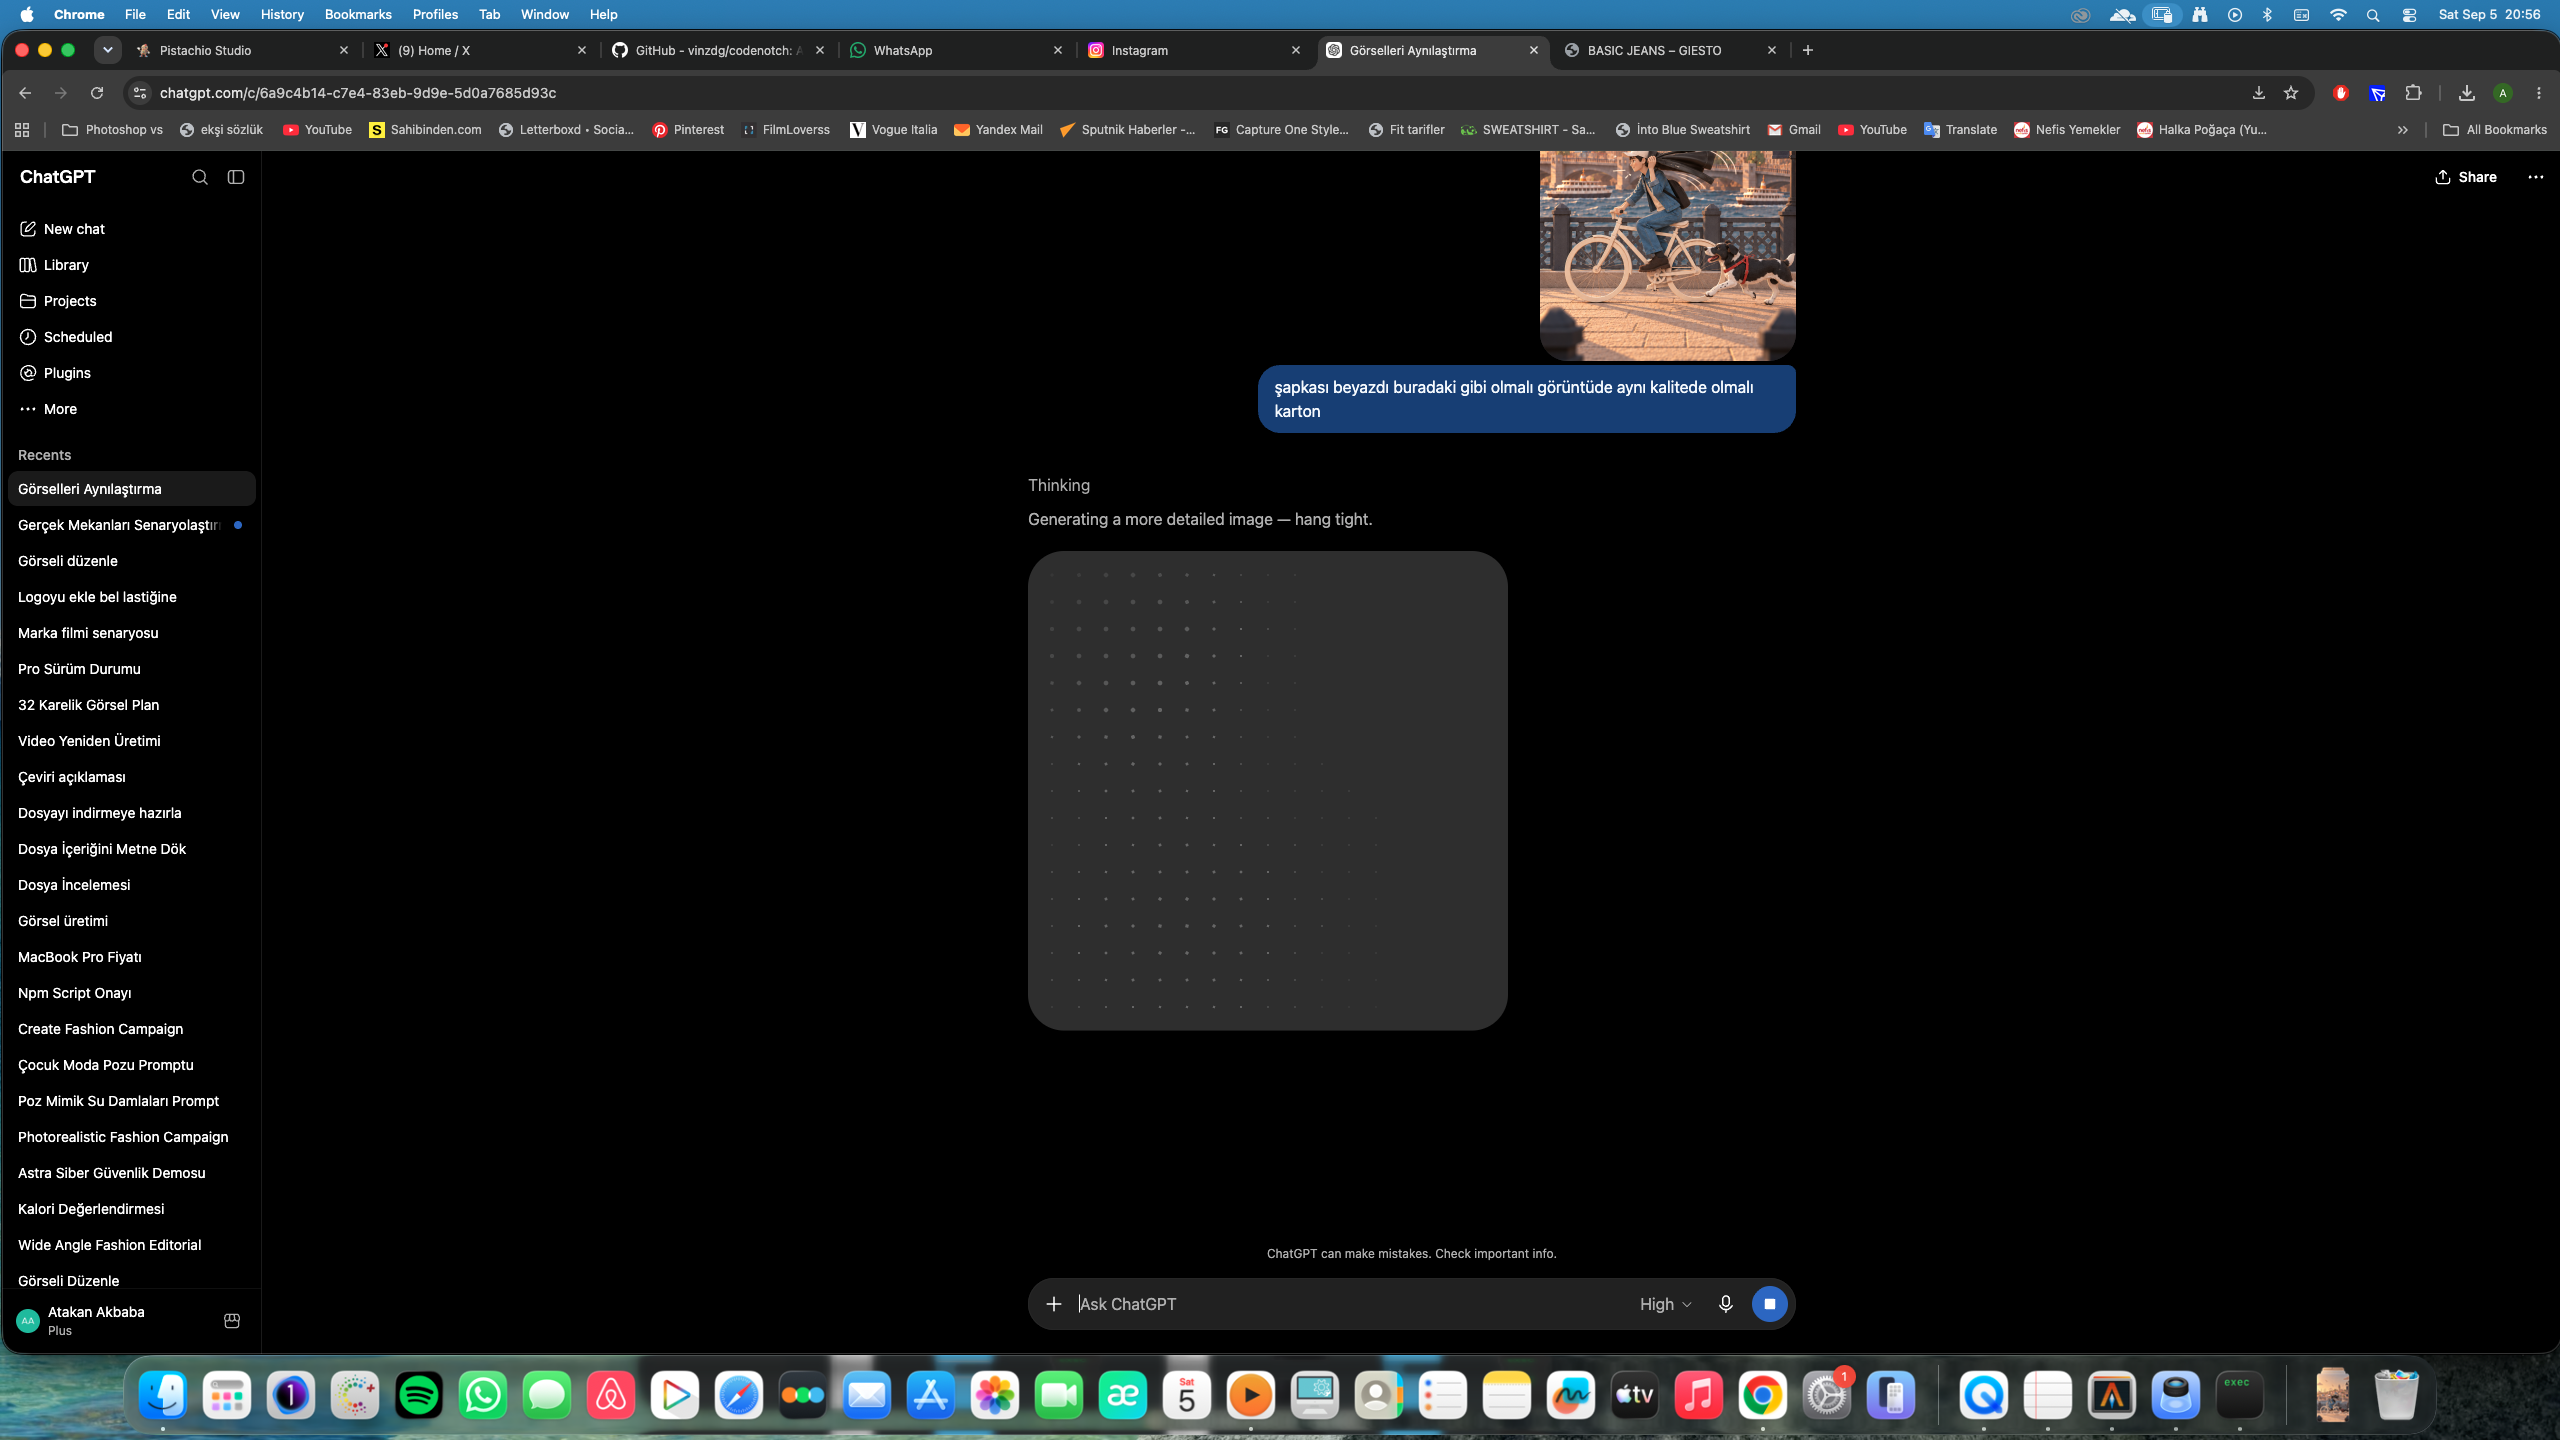 Chrome File Edit View History Bookmarks Profiles Tab Window Help
Sat Sep 5 20:56
Pistachio Studio
(9) Home / X
GitHub - vinzdg/codenotch: A
WhatsApp
Instagram
Görselleri Aynılaştırma
BASIC JEANS – GIESTO
chatgpt.com/c/6a9c4b14-c7e4-83eb-9d9e-5d0a7685d93c
A
Photoshop vs
ekşi sözlük
YouTube
Sahibinden.com
Letterboxd • Socia...
Pinterest
FilmLoverss
Vogue Italia
Yandex Mail
Sputnik Haberler -...
Capture One Style...
Fit tarifler
SWEATSHIRT - Sa...
İnto Blue Sweatshirt
Gmail
YouTube
Translate
Nefis Yemekler
Halka Poğaça (Yu...
All Bookmarks
ChatGPT
New chat
Library
Projects
Scheduled
Plugins
More
Recents
Görselleri Aynılaştırma
Gerçek Mekanları Senaryolaştırı
Görseli düzenle
Logoyu ekle bel lastiğine
Marka filmi senaryosu
Pro Sürüm Durumu
32 Karelik Görsel Plan
Video Yeniden Üretimi
Çeviri açıklaması
Dosyayı indirmeye hazırla
Dosya İçeriğini Metne Dök
Dosya İncelemesi
Görsel üretimi
MacBook Pro Fiyatı
Npm Script Onayı
Create Fashion Campaign
Çocuk Moda Pozu Promptu
Poz Mimik Su Damlaları Prompt
Photorealistic Fashion Campaign
Astra Siber Güvenlik Demosu
Kalori Değerlendirmesi
Wide Angle Fashion Editorial
Görseli Düzenle
AA
Atakan Akbaba
Plus
Share
şapkası beyazdı buradaki gibi olmalı görüntüde aynı kalitede olmalı
karton
Thinking
Generating a more detailed image — hang tight.
ChatGPT can make mistakes. Check important info.
Ask ChatGPT
High
Sat
5
tv
1
exec